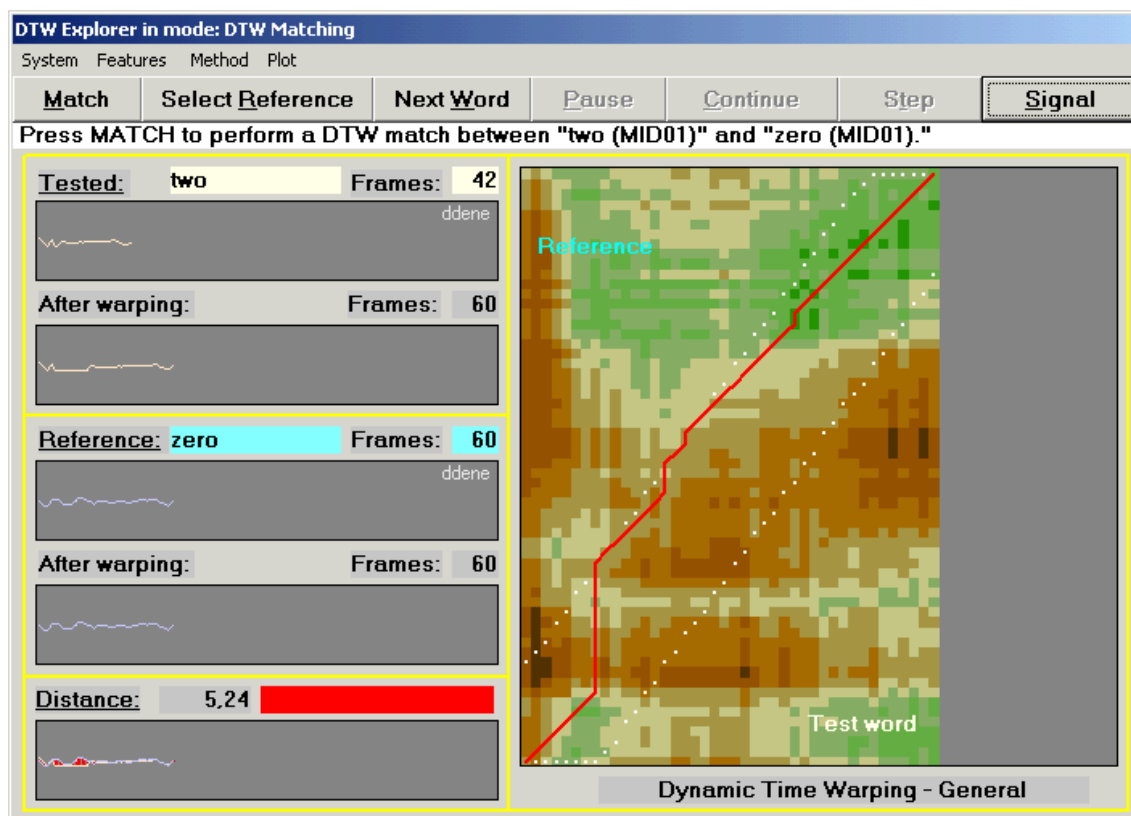 DTW Explorer in mode: DTW Matching
System Features Method Plot
Match Select Reference Next Word Pause Continue Step Signal
Press MATCH to perform a DTW match between "two (MID01)" and "zero (MID01)."
Tested: two Frames: 42
ddene
After warping: Frames: 60
Reference: zero Frames: 60
ddene
After warping: Frames: 60
Distance: 5,24
Reference
Test word
Dynamic Time Warping - General